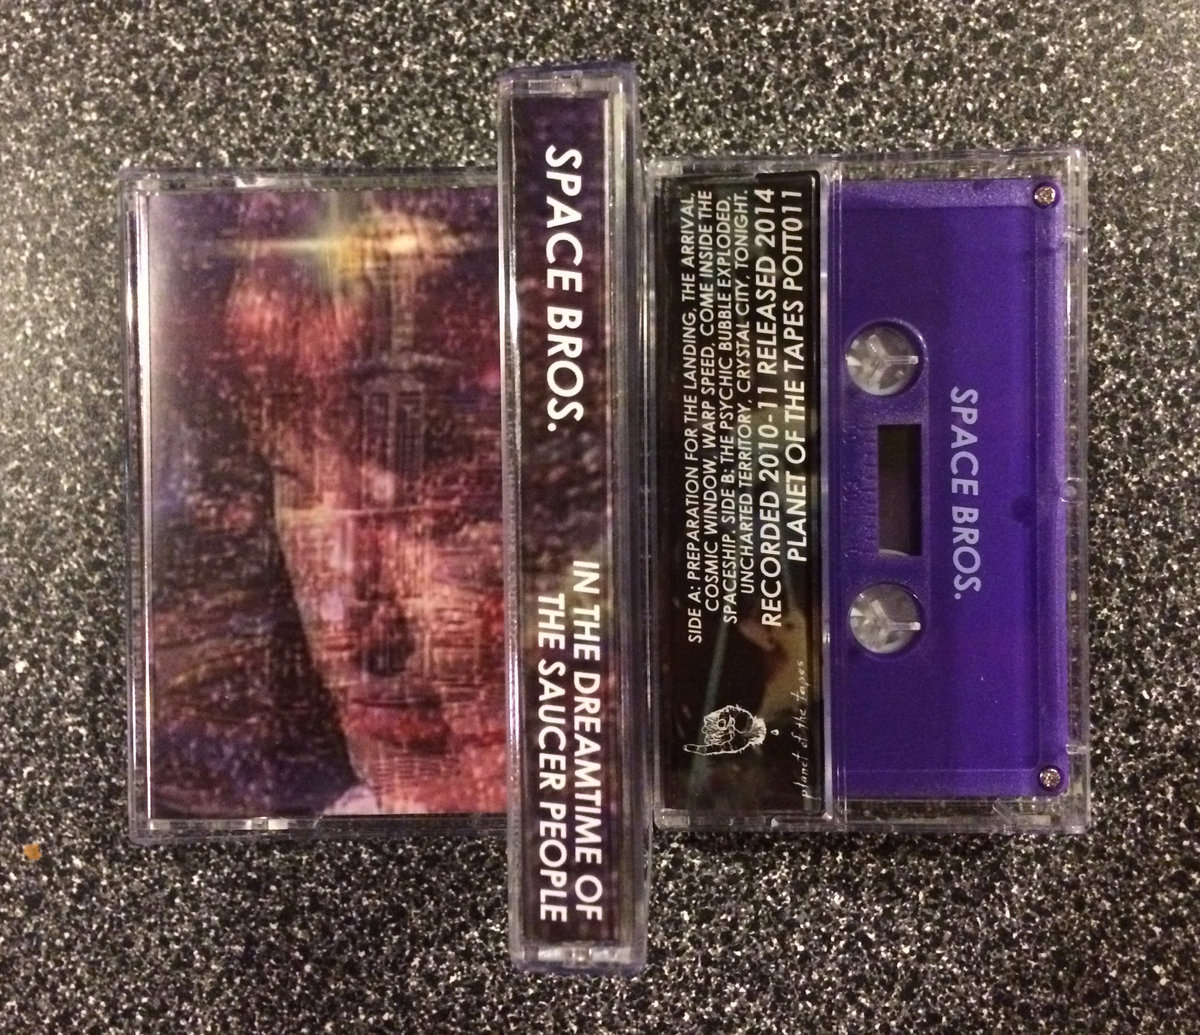 SPACE BROS.
IN THE DREAMTIME OF
THE SAUCER PEOPLE
SIDE A: PREPARATION FOR THE LANDING, THE ARRIVAL,
COSMIC WINDOW, WARP SPEED, COME INSIDE THE
SPACESHIP. SIDE B: THE PSYCHIC BUBBLE EXPLODED,
UNCHARTED TERRITORY, CRYSTAL CITY, TONIGHT.
RECORDED 2010-11 RELEASED 2014
PLANET OF THE TAPES POTT011
planet of the tapes
SPACE BROS.